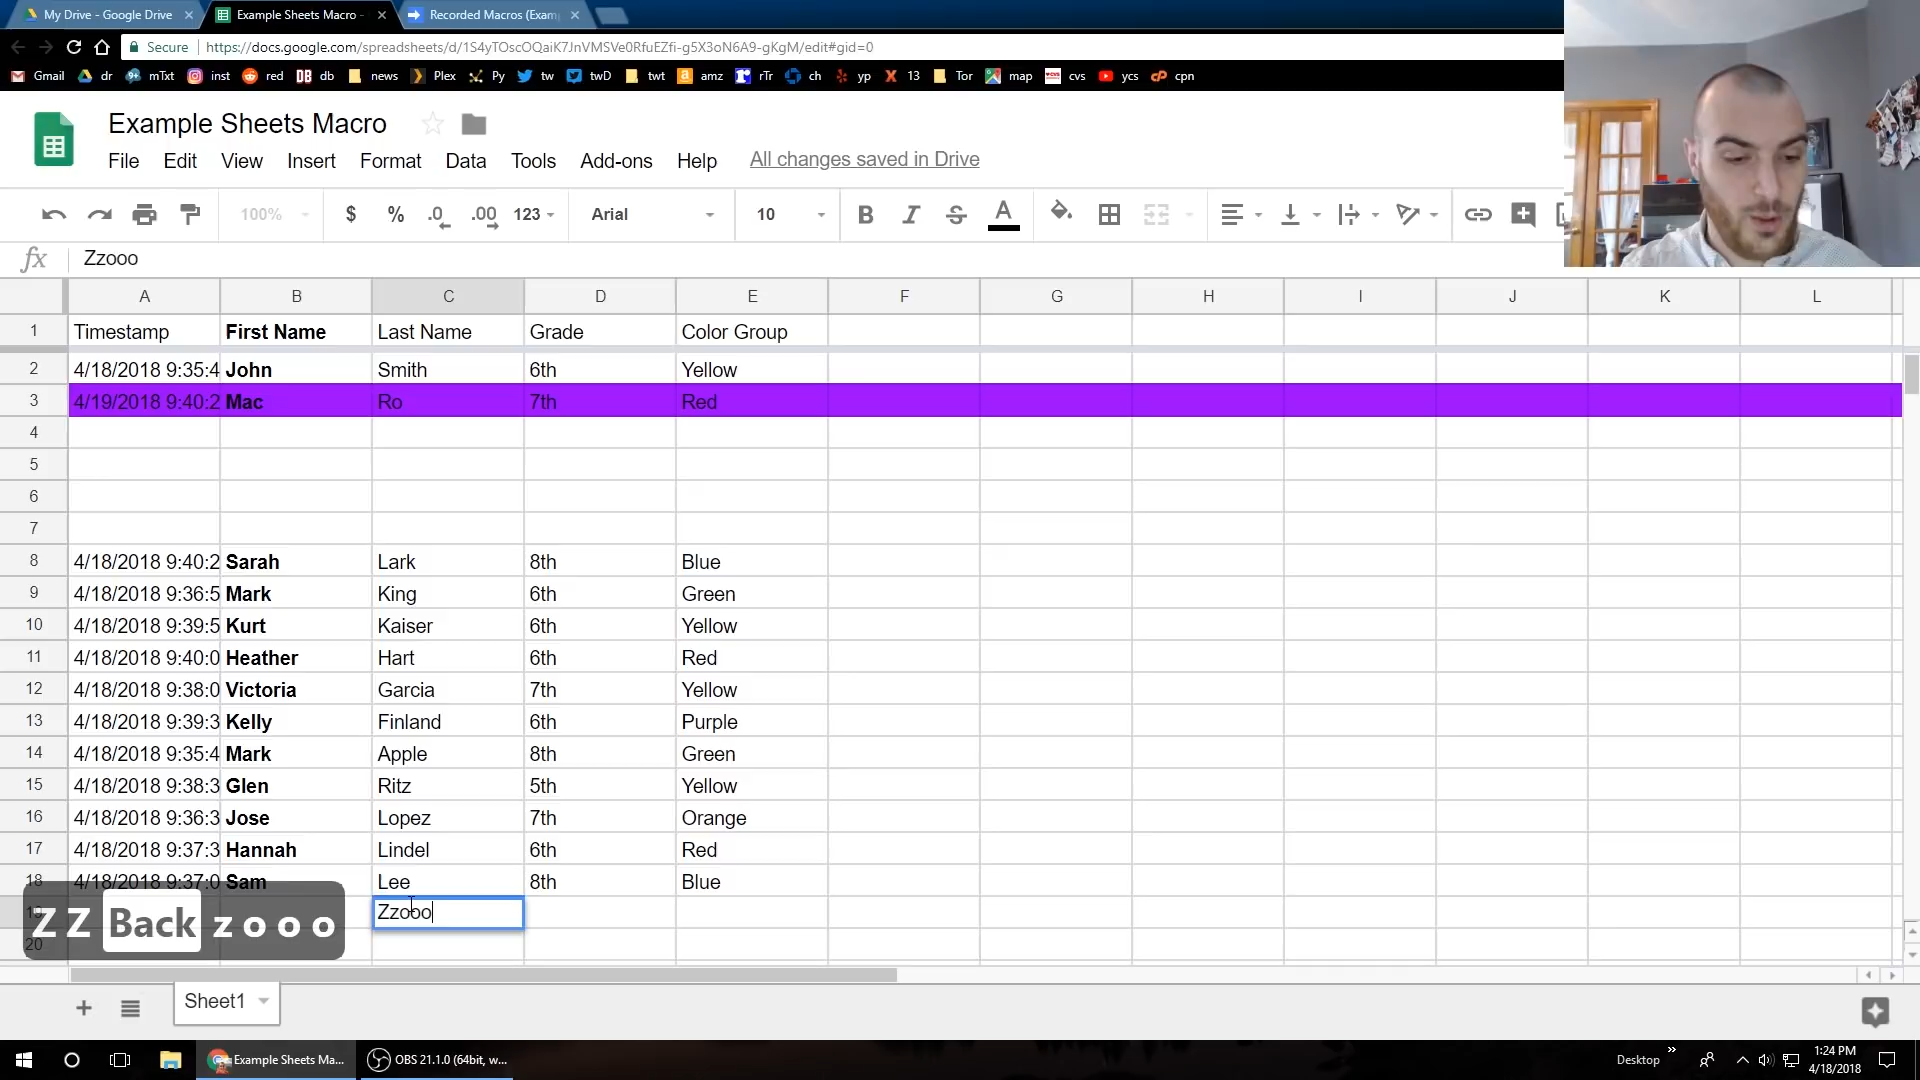 My Drive - Google Drive
Example Sheets Macro -
Recorded Macros (Exam
Secure
https://docs.google.com/spreadsheets/d/1S4yTOscOQaiK7JnVMSVe0RfuEZfi-g5X3oN6A9-gKgM/edit#gid=0
Gmail dr mTxt inst red DB db news Plex Py tw twD twt amz rTr ch yp 13 Tor map cvs ycs cpn
Example Sheets Macro
File Edit View Insert Format Data Tools Add-ons Help All changes saved in Drive
100% $ % .0 .00 123 Arial 10 B I S A
fx Zzooo
A B C D E F G H I J K L
1 Timestamp First Name Last Name Grade Color Group
2 4/18/2018 9:35:4 John Smith 6th Yellow
3 4/19/2018 9:40:2 Mac Ro 7th Red
4
5
6
7
8 4/18/2018 9:40:2 Sarah Lark 8th Blue
9 4/18/2018 9:36:5 Mark King 6th Green
10 4/18/2018 9:39:5 Kurt Kaiser 6th Yellow
11 4/18/2018 9:40:0 Heather Hart 6th Red
12 4/18/2018 9:38:0 Victoria Garcia 7th Yellow
13 4/18/2018 9:39:3 Kelly Finland 6th Purple
14 4/18/2018 9:35:4 Mark Apple 8th Green
15 4/18/2018 9:38:3 Glen Ritz 5th Yellow
16 4/18/2018 9:36:3 Jose Lopez 7th Orange
17 4/18/2018 9:37:3 Hannah Lindel 6th Red
18 4/18/2018 9:37:0 Sam Lee 8th Blue
19 Zzooo
Z Z Back z o o o
20
Sheet1
Example Sheets Ma...
OBS 21.1.0 (64bit, w...
Desktop
1:24 PM
4/18/2018